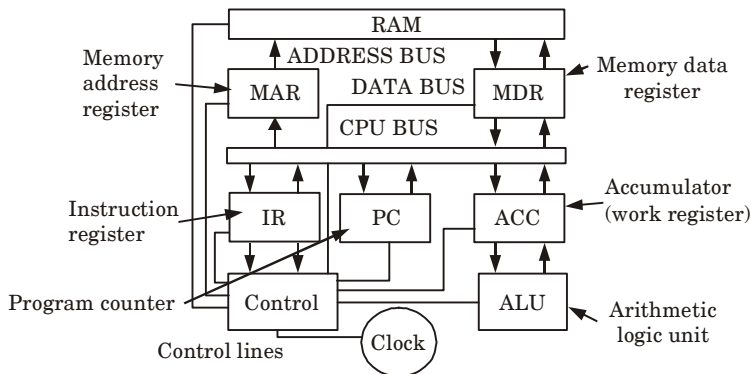 RAM
ADDRESS BUS
Memory
address
register
MAR
DATA BUS
MDR
Memory data
register
CPU BUS
Instruction
register
IR
PC
ACC
Accumulator
(work register)
Program counter
Control
ALU
Arithmetic
logic unit
Control lines
Clock